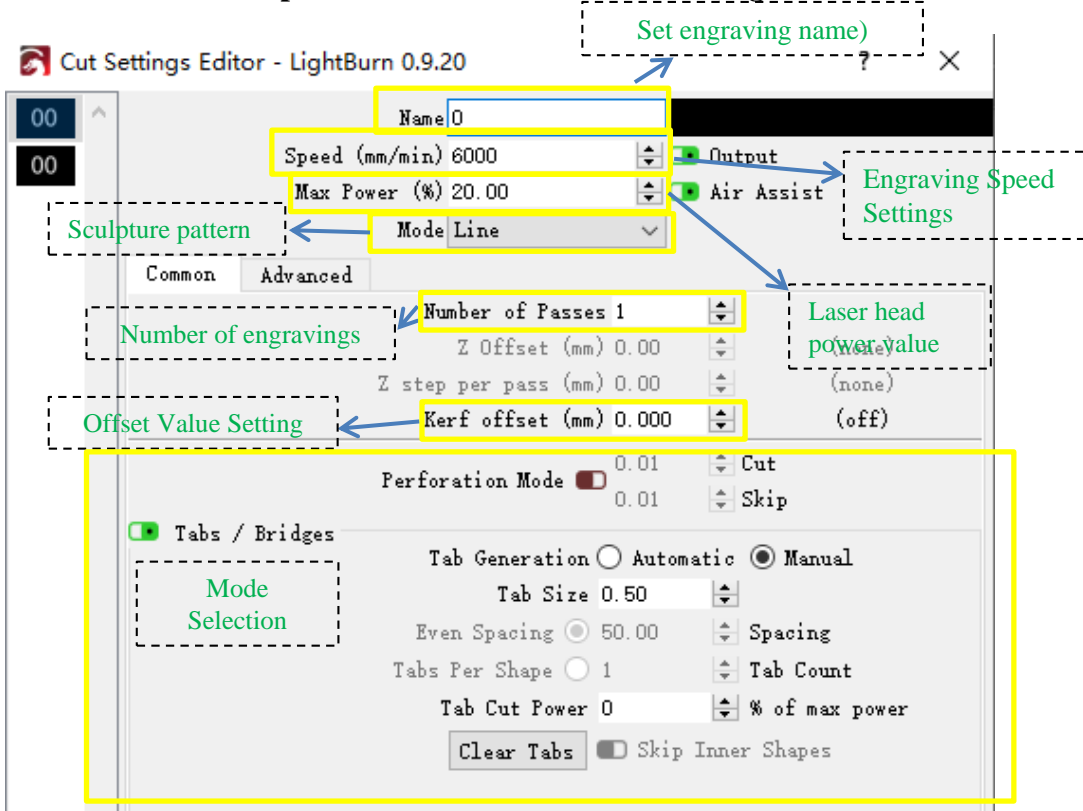 Set engraving name)
Cut Settings Editor - LightBurn 0.9.20 ?
00
Name 0
00
Speed (mm/min) 6000 Output
Engraving Speed
Settings
Max Power (%) 20.00 Air Assist
Sculpture pattern
Mode Line
Common Advanced
Number of Passes 1
Number of engravings
Laser head
power value
Z Offset (mm) 0.00 (none)
Z step per pass (mm) 0.00 (none)
Offset Value Setting
Kerf offset (mm) 0.000 (off)
Perforation Mode
0.01 Cut
0.01 Skip
Tabs / Bridges
Tab Generation Automatic Manual
Mode
Selection
Tab Size 0.50
Even Spacing 50.00 Spacing
Tabs Per Shape 1 Tab Count
Tab Cut Power 0 % of max power
Clear Tabs Skip Inner Shapes